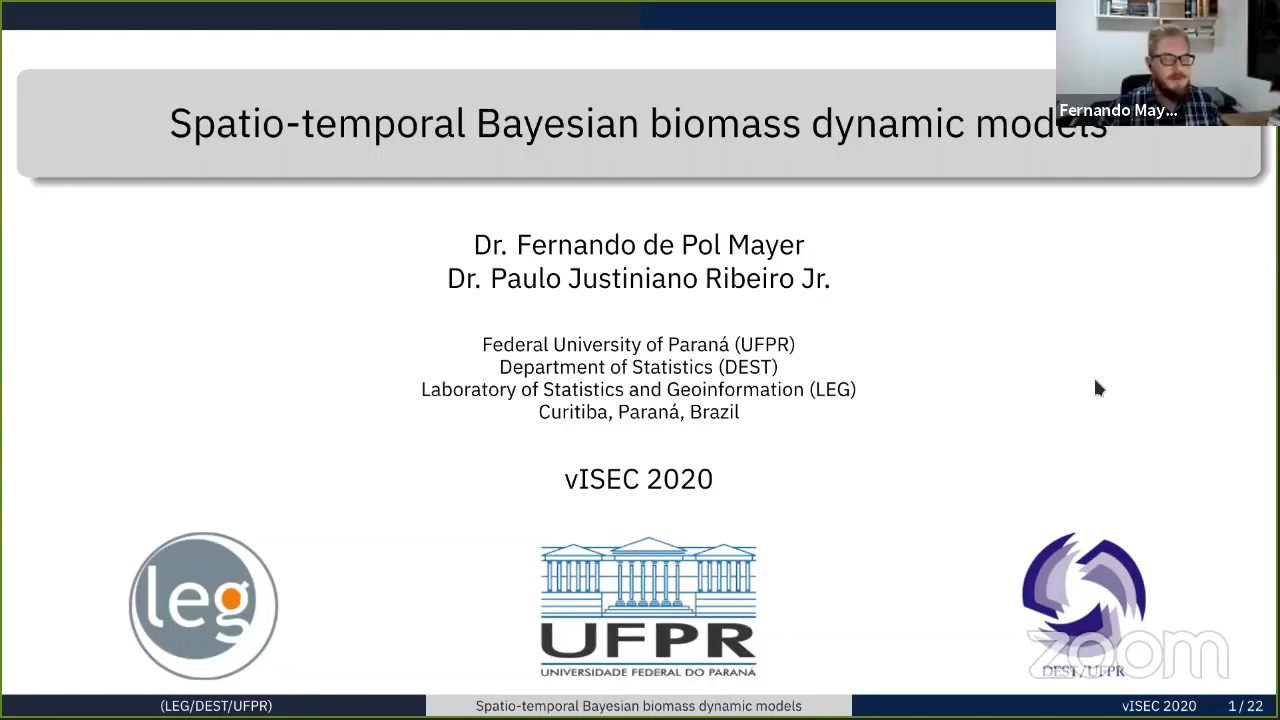 Spatio-temporal Bayesian biomass dynamic models
Fernando May...
Dr. Fernando de Pol Mayer
Dr. Paulo Justiniano Ribeiro Jr.
Federal University of Paraná (UFPR)
Department of Statistics (DEST)
Laboratory of Statistics and Geoinformation (LEG)
Curitiba, Paraná, Brazil
vISEC 2020
leg
UFPR
UNIVERSIDADE FEDERAL DO PARANÁ
DEST/UFPR
zoom
(LEG/DEST/UFPR)
Spatio-temporal Bayesian biomass dynamic models
vISEC 2020
1 / 22